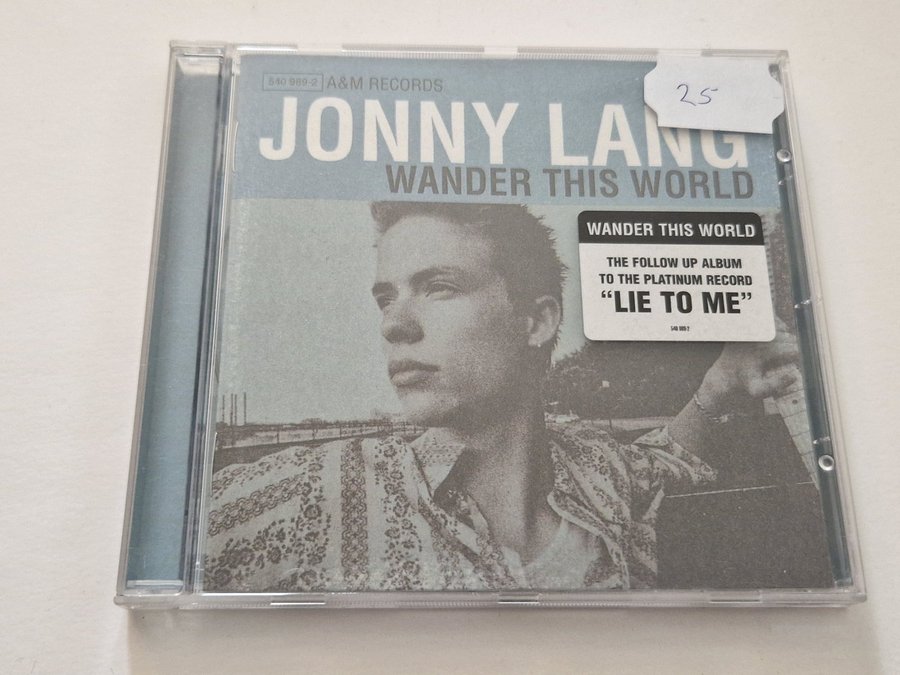 540 989-2 A&M RECORDS
25
JONNY LANG
WANDER THIS WORLD
WANDER THIS WORLD
THE FOLLOW UP ALBUM
TO THE PLATINUM RECORD
“LIE TO ME”
540 989-2